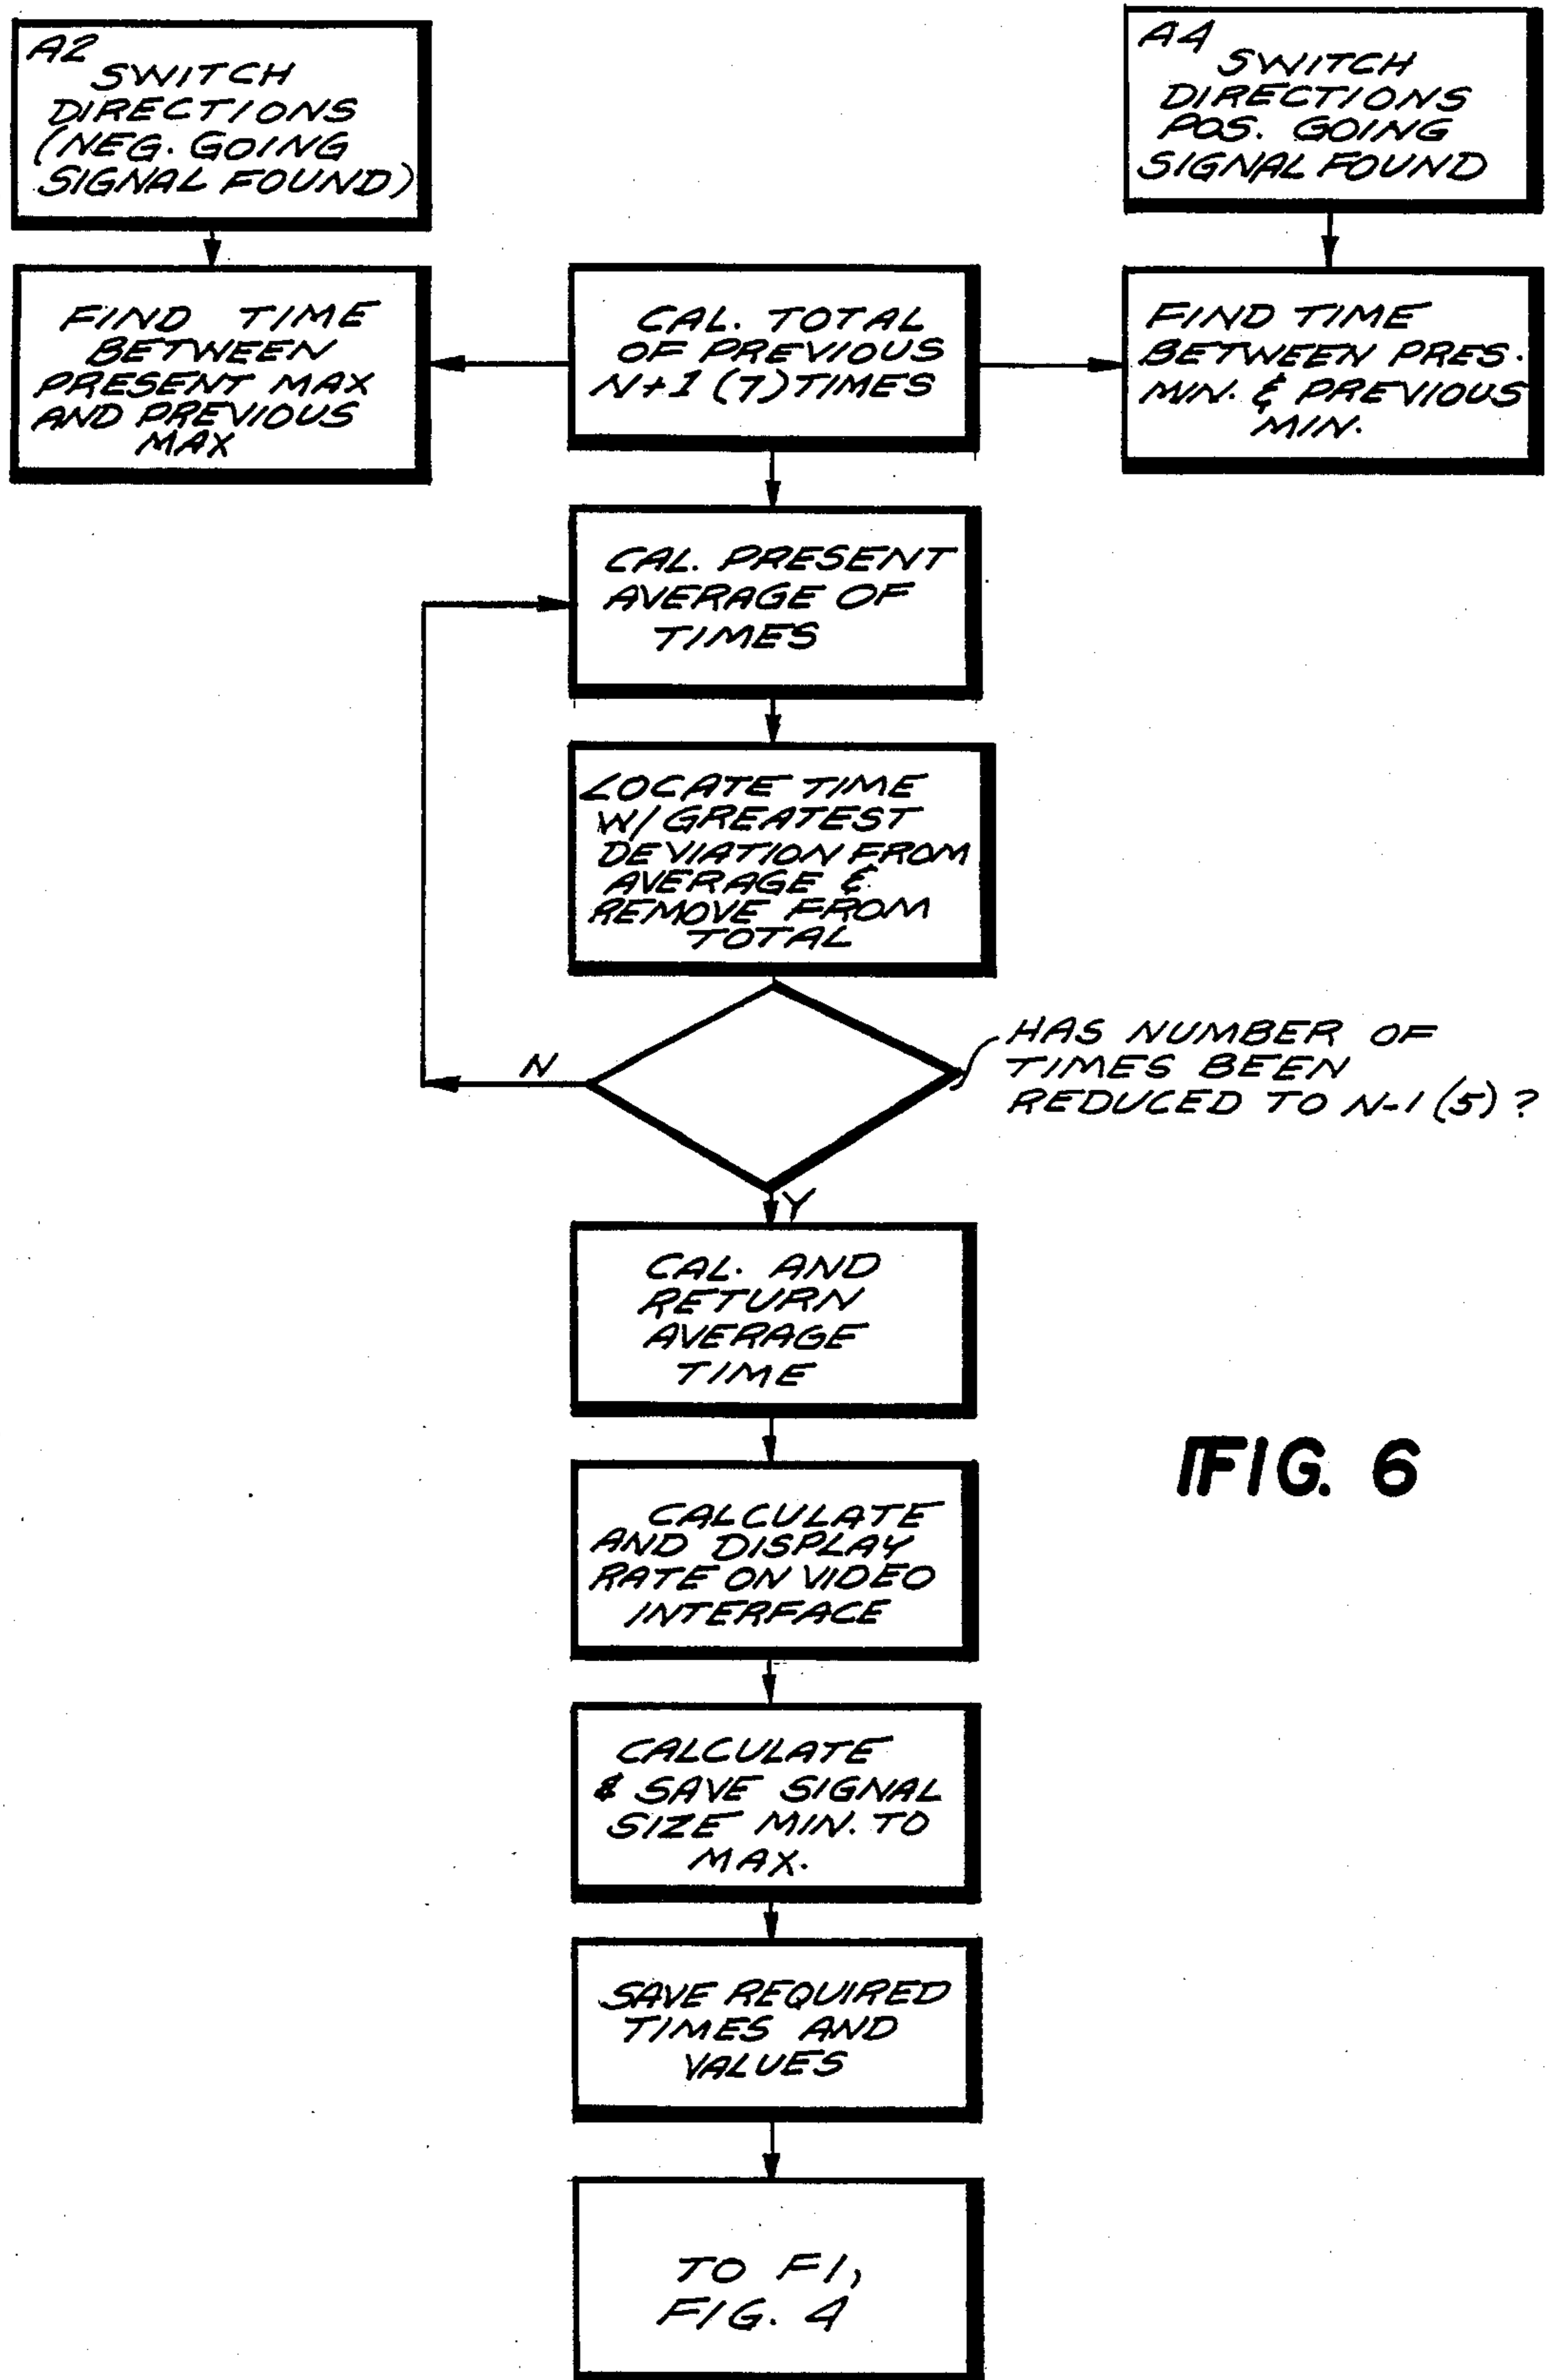 A2
SWITCH
DIRECTIONS
(NEG. GOING
SIGNAL FOUND)
A4
SWITCH
DIRECTIONS
POS. GOING
SIGNAL FOUND
FIND TIME
BETWEEN
PRESENT MAX
AND PREVIOUS
MAX
CAL. TOTAL
OF PREVIOUS
N+1 (7) TIMES
FIND TIME
BETWEEN PRES.
MIN. & PREVIOUS
MIN.
CAL. PRESENT
AVERAGE OF
TIMES
LOCATE TIME
W/ GREATEST
DEVIATION FROM
AVERAGE &
REMOVE FROM
TOTAL
HAS NUMBER OF
TIMES BEEN
REDUCED TO N-1 (5) ?
N
Y
CAL. AND
RETURN
AVERAGE
TIME
FIG. 6
CALCULATE
AND DISPLAY
RATE ON VIDEO
INTERFACE
CALCULATE
& SAVE SIGNAL
SIZE MIN. TO
MAX.
SAVE REQUIRED
TIMES AND
VALUES
TO F1,
FIG. 4